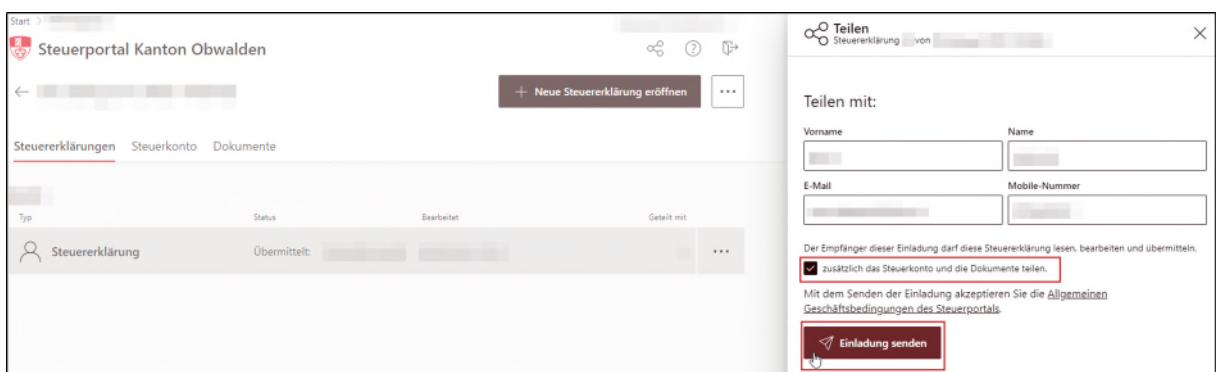 Start >
Steuerportal Kanton Obwalden
+ Neue Steuererklärung eröffnen
Steuererklärungen Steuerkonto Dokumente
Typ Status Bearbeitet Geteilt mit
Steuererklärung Übermittelt:
Teilen
Steuererklärung von
Teilen mit:
Vorname Name
E-Mail Mobile-Nummer
Der Empfänger dieser Einladung darf diese Steuererklärung lesen, bearbeiten und übermitteln.
zusätzlich das Steuerkonto und die Dokumente teilen.
Mit dem Senden der Einladung akzeptieren Sie die Allgemeinen
Geschäftsbedingungen des Steuerportals.
Einladung senden